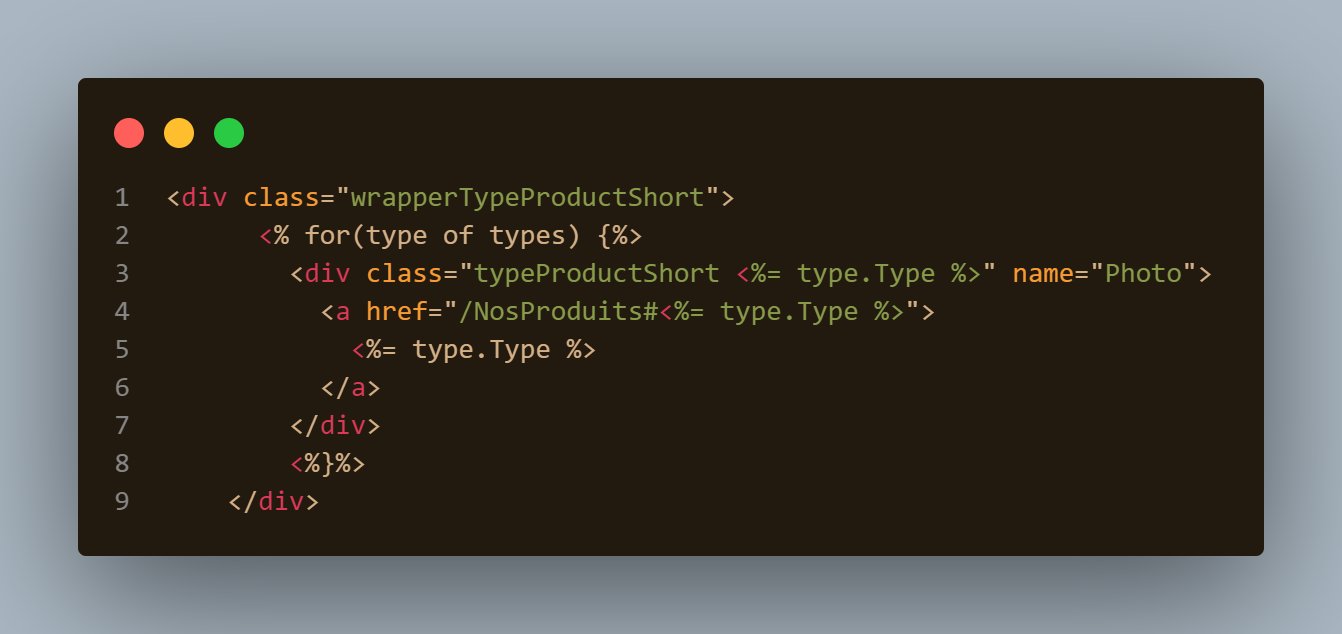 1 <div class="wrapperTypeProductShort">
2 <% for(type of types) {%>
3 <div class="typeProductShort <%= type.Type %>" name="Photo">
4 <a href="/NosProduits#<%= type.Type %>">
5 <%= type.Type %>
6 </a>
7 </div>
8 <%}%>
9 </div>